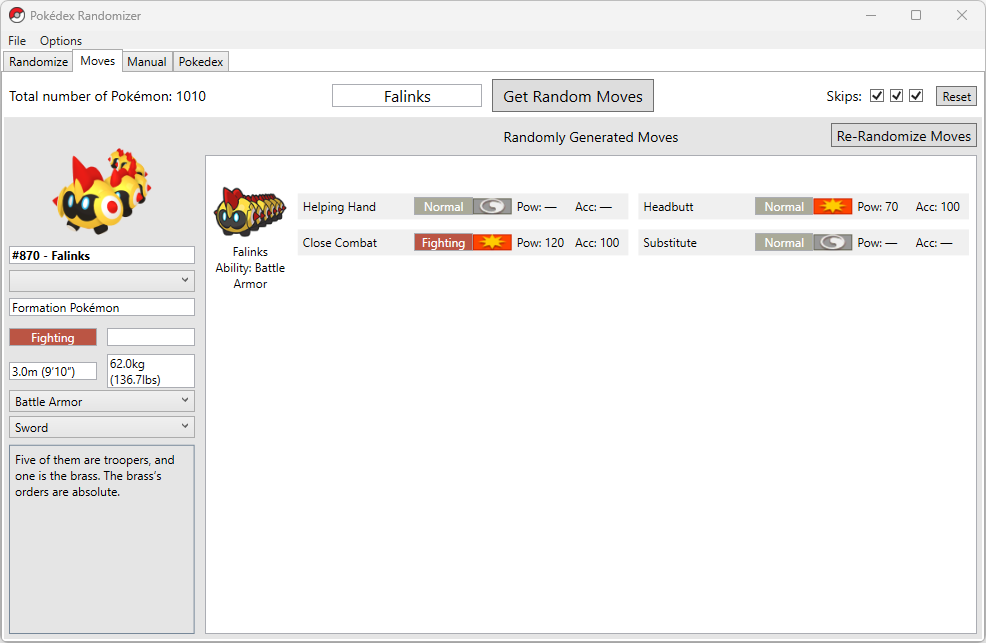 Pokédex Randomizer
File Options
Randomize Moves Manual Pokedex
Total number of Pokémon: 1010 Falinks Get Random Moves Skips: Reset
Randomly Generated Moves Re-Randomize Moves
#870 - Falinks
Formation Pokémon
Fighting
3.0m (9'10")
62.0kg
(136.7lbs)
Battle Armor
Sword
Five of them are troopers, and
one is the brass. The brass's
orders are absolute.
Falinks
Ability: Battle
Armor
Helping Hand Normal Pow: — Acc: —
Headbutt Normal Pow: 70 Acc: 100
Close Combat Fighting Pow: 120 Acc: 100
Substitute Normal Pow: — Acc: —